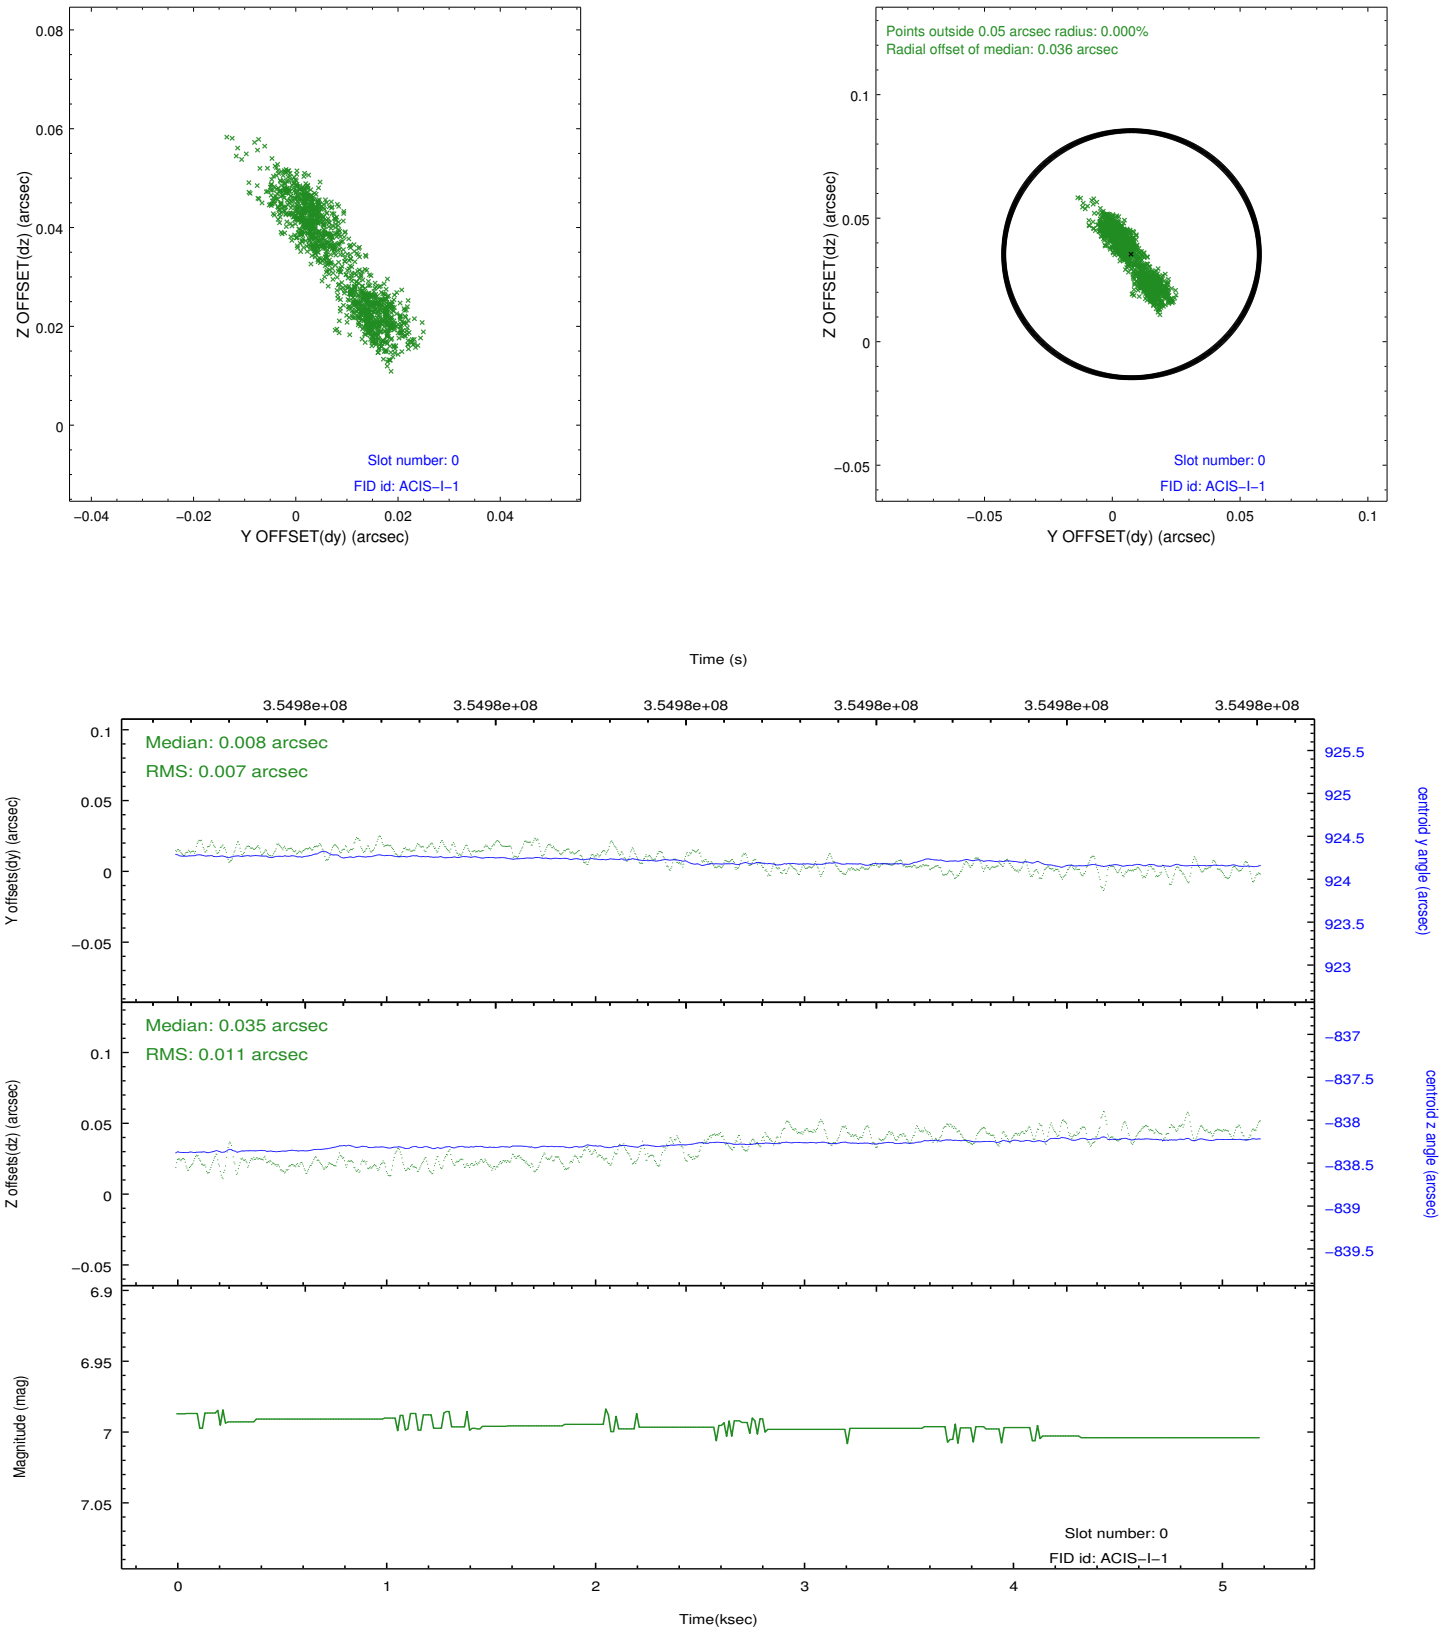 0.08
0.06
0.04
0.02
0
Z OFFSET(dz) (arcsec)
Slot number: 0
FID id: ACIS−I−1
−0.04 −0.02 0 0.02 0.04
Y OFFSET(dy) (arcsec)
Points outside 0.05 arcsec radius: 0.000%
Radial offset of median: 0.036 arcsec
0.1
0.05
0
−0.05
Z OFFSET(dz) (arcsec)
Slot number: 0
FID id: ACIS−I−1
−0.05 0 0.05 0.1
Y OFFSET(dy) (arcsec)
Time (s)
3.5498e+08 3.5498e+08 3.5498e+08 3.5498e+08 3.5498e+08 3.5498e+08
Median: 0.008 arcsec
RMS: 0.007 arcsec
0.1
0.05
0
−0.05
Y offsets(dy) (arcsec)
925.5
925
924.5
924
923.5
923
centroid y angle (arcsec)
Median: 0.035 arcsec
RMS: 0.011 arcsec
0.1
0.05
0
−0.05
Z offsets(dz) (arcsec)
−837
−837.5
−838
−838.5
−839
−839.5
centroid z angle (arcsec)
6.9
6.95
7
7.05
Magnitude (mag)
Slot number: 0
FID id: ACIS−I−1
0 1 2 3 4 5
Time(ksec)